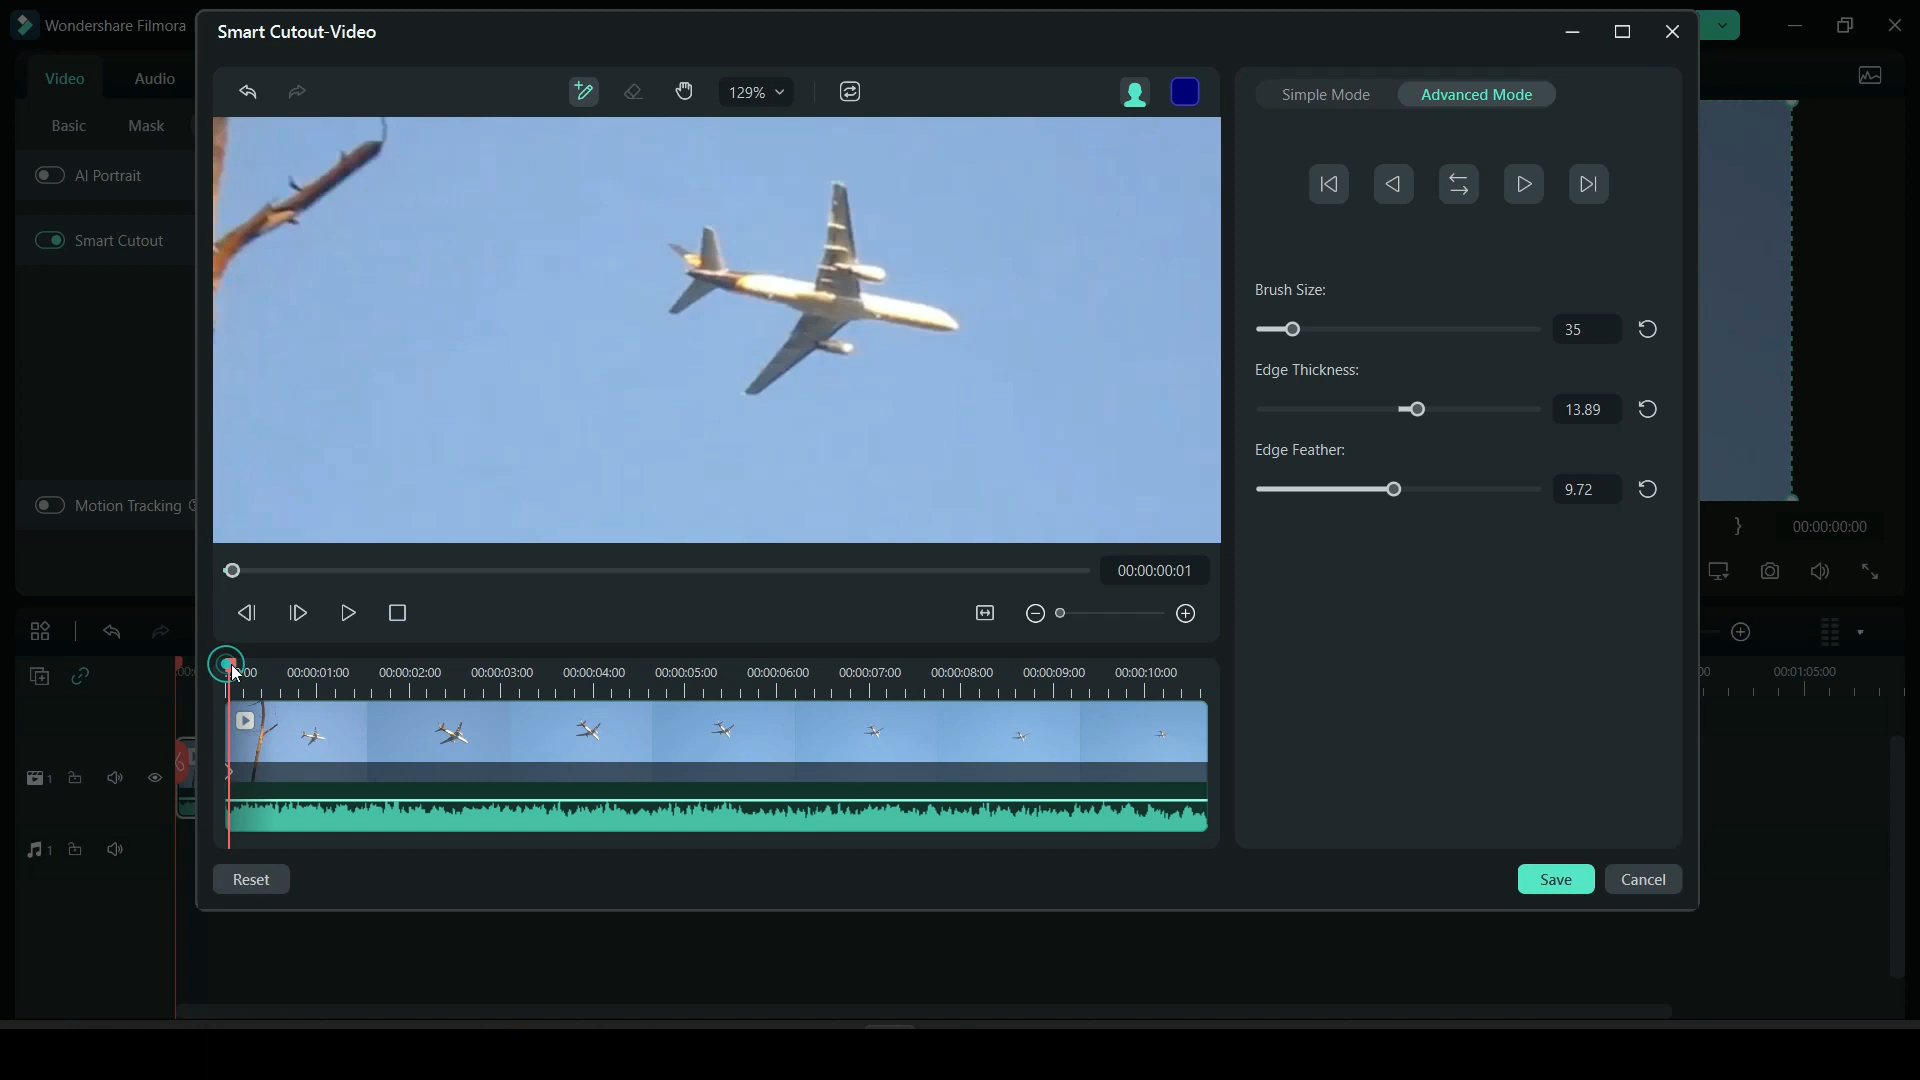 Wondershare Filmora
Smart Cutout-Video
Video
Audio
Basic
Mask
AI Portrait
Smart Cutout
Motion Tracking
129%
Simple Mode
Advanced Mode
Brush Size:
35
Edge Thickness:
13.89
Edge Feather:
9.72
00:00:00:01
00:00:00:00
00:00:01:00
00:00:02:00
00:00:03:00
00:00:04:00
00:00:05:00
00:00:06:00
00:00:07:00
00:00:08:00
00:00:09:00
00:00:10:00
00:01:05:00
1
1
Reset
Save
Cancel